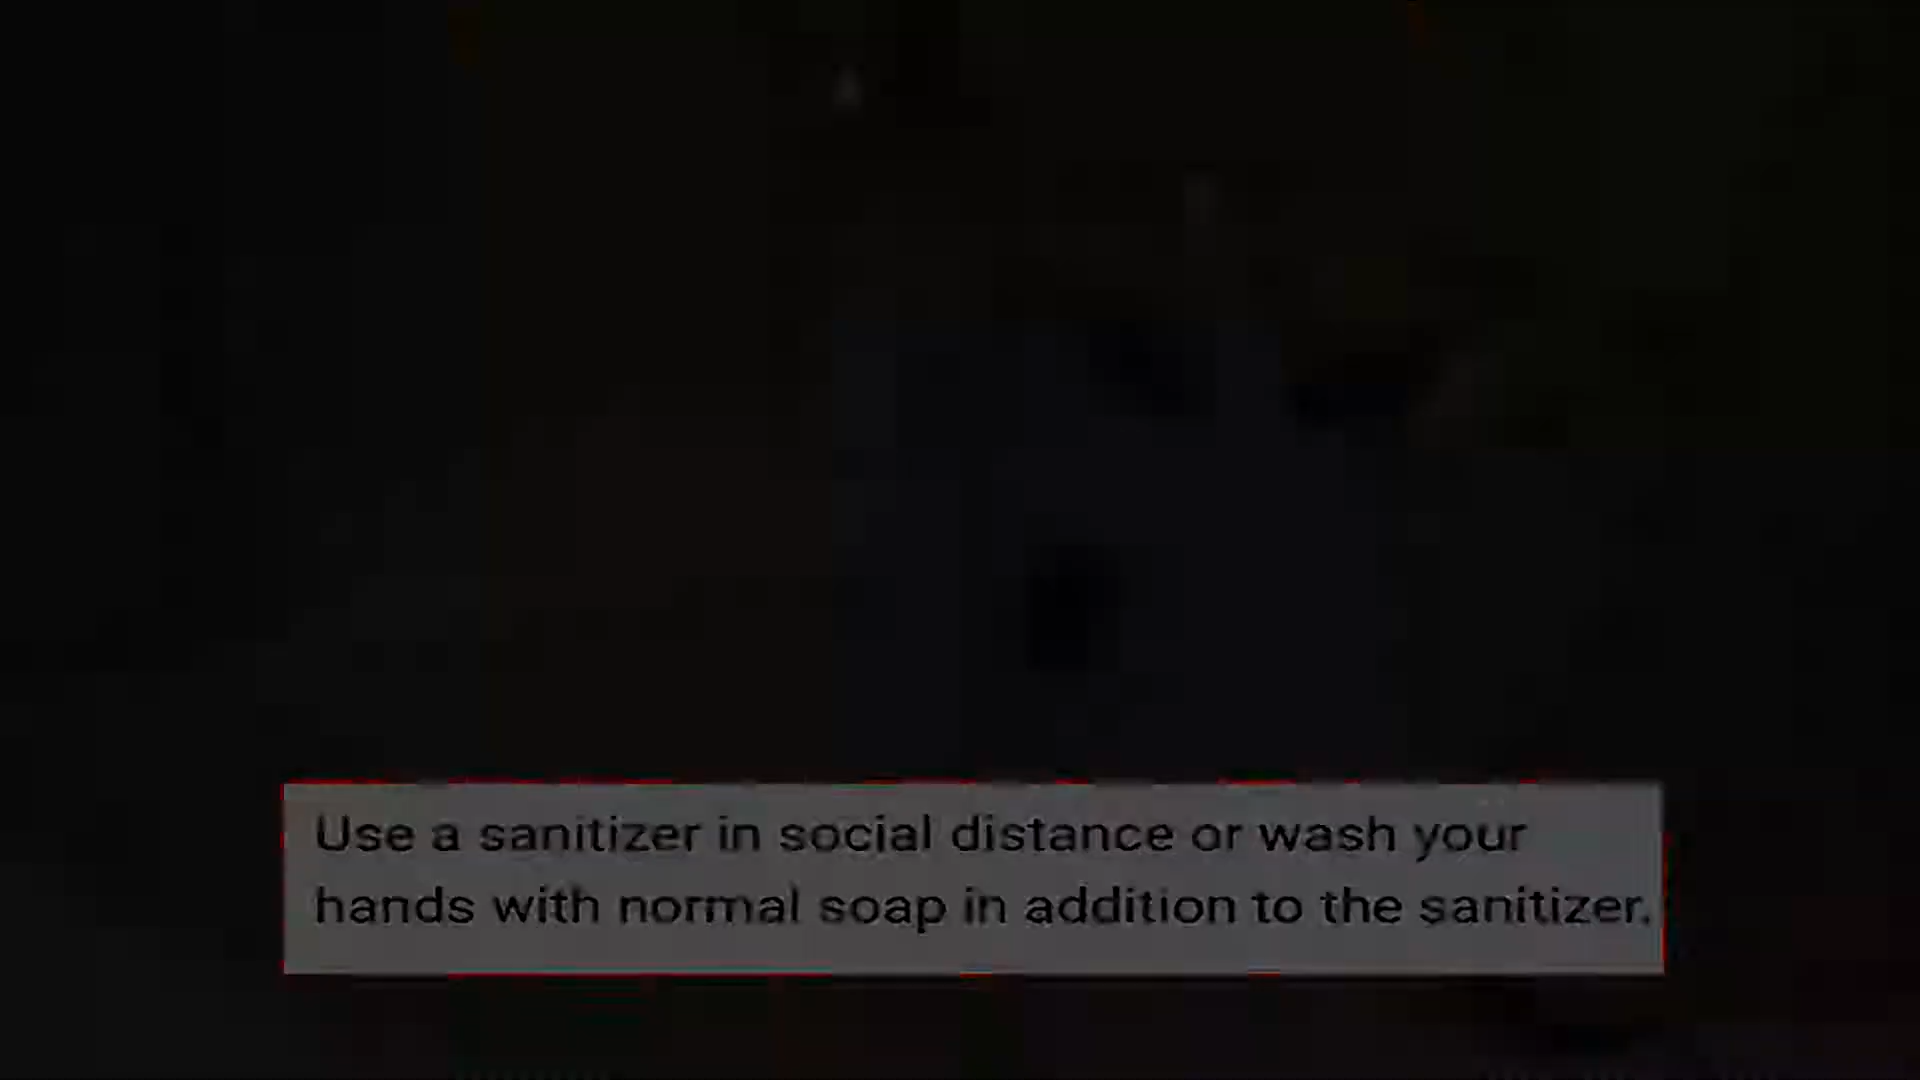 Use a sanitizer in social distance or wash your
hands with normal soap in addition to the sanitizer.